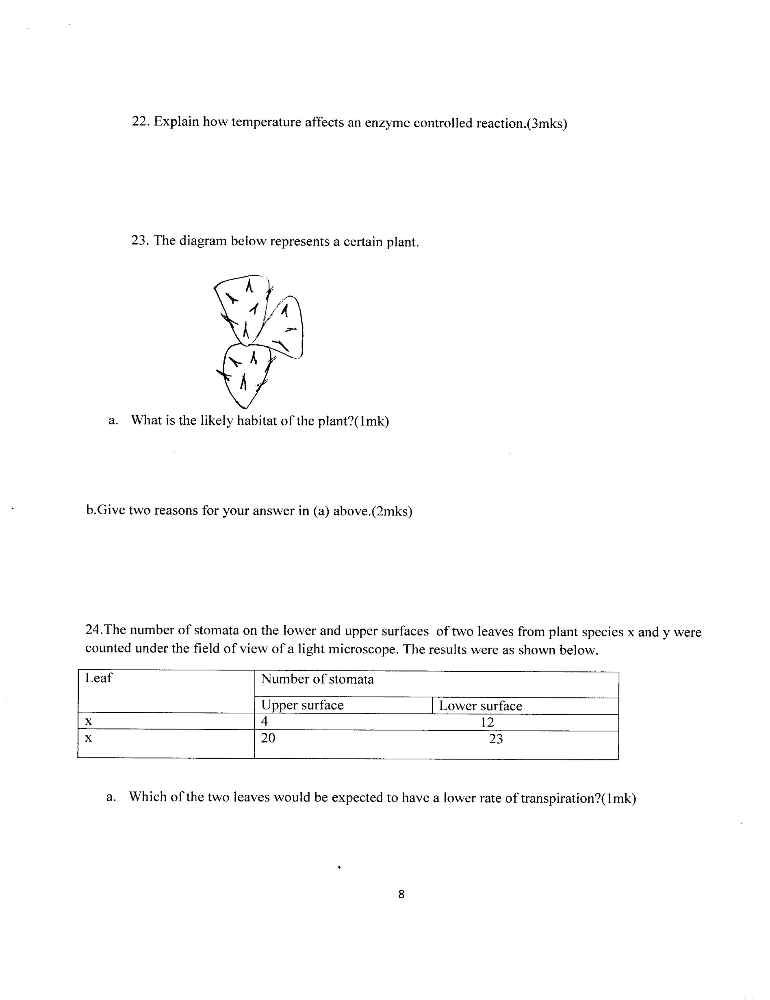 22. Explain how temperature affects an enzyme controlled reaction.(3mks)
23. The diagram below represents a certain plant.
a. What is the likely habitat of the plant?(1mk)
b.Give two reasons for your answer in (a) above.(2mks)
24.The number of stomata on the lower and upper surfaces of two leaves from plant species x and y were
counted under the field of view of a light microscope. The results were as shown below.
Leaf Number of stomata
Upper surface Lower surface
x 4 12
x 20 23
a. Which of the two leaves would be expected to have a lower rate of transpiration?(1mk)
8